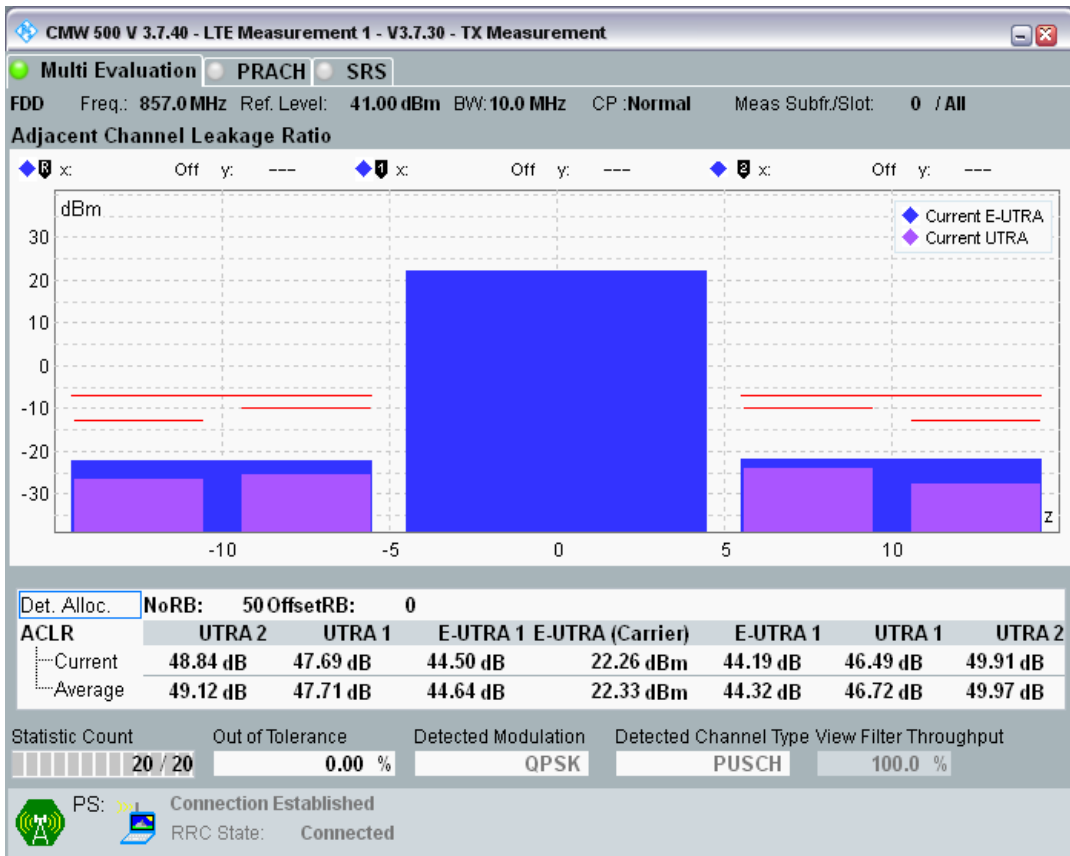 CMW 500 V 3.7.40 - LTE Measurement 1 - V3.7.30 - TX Measurement
Multi Evaluation PRACH SRS
FDD Freq.: 857.0 MHz Ref. Level: 41.00 dBm BW: 10.0 MHz CP :Normal Meas Subfr./Slot: 0 / All
Adjacent Channel Leakage Ratio
R x: Off y: --- 1 x: Off y: --- 2 x: Off y: ---
dBm
Current E-UTRA
Current UTRA
30
20
10
0
-10
-20
-30
z
-10 -5 0 5 10
Det. Alloc. NoRB: 50 OffsetRB: 0
ACLR UTRA 2 UTRA 1 E-UTRA 1 E-UTRA (Carrier) E-UTRA 1 UTRA 1 UTRA 2
Current 48.84 dB 47.69 dB 44.50 dB 22.26 dBm 44.19 dB 46.49 dB 49.91 dB
Average 49.12 dB 47.71 dB 44.64 dB 22.33 dBm 44.32 dB 46.72 dB 49.97 dB
Statistic Count Out of Tolerance Detected Modulation Detected Channel Type View Filter Throughput
20 / 20 0.00 % QPSK PUSCH 100.0 %
PS: Connection Established
RRC State: Connected